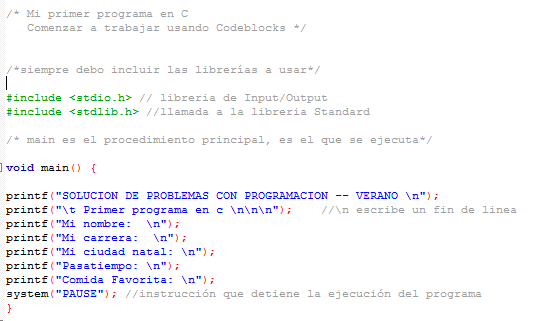 /* Mi primer programa en C
Comenzar a trabajar usando Codeblocks */
/*siempre debo incluir las librerías a usar*/
#include <stdio.h> // libreria de Input/Output
#include <stdlib.h> //llamada a la libreria Standard
/* main es el procedimiento principal, es el que se ejecuta*/
void main() {
printf("SOLUCION DE PROBLEMAS CON PROGRAMACION -- VERANO \n");
printf("\t Primer programa en c \n\n\n");    //\n escribe un fin de linea
printf("Mi nombre:  \n");
printf("Mi carrera:  \n");
printf("Mi ciudad natal: \n");
printf("Pasatiempo: \n");
printf("Comida Favorita: \n");
system("PAUSE"); //instrucción que detiene la ejecución del programa
}